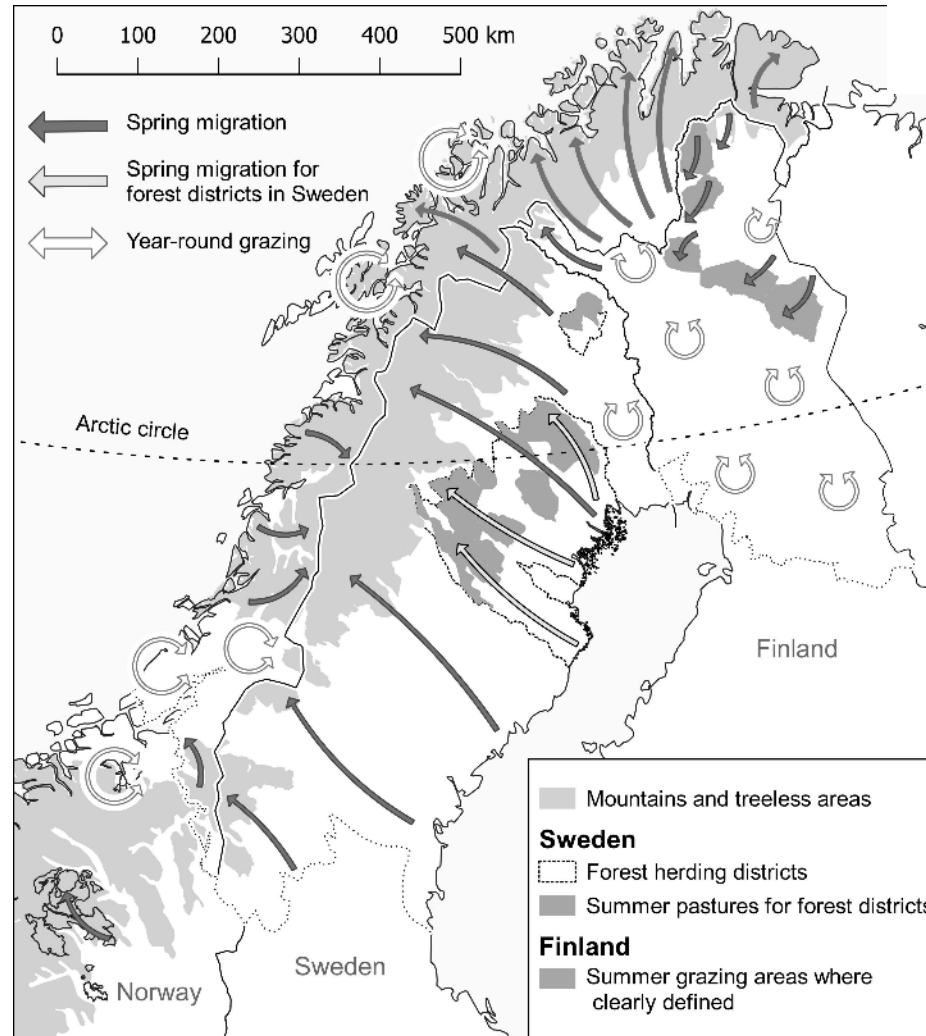 0 100 200 300 400 500 km
Spring migration
Spring migration for
forest districts in Sweden
Year-round grazing
Arctic circle
Finland
Sweden
Norway
Mountains and treeless areas
Sweden
Forest herding districts
Summer pastures for forest districts
Finland
Summer grazing areas where
clearly defined